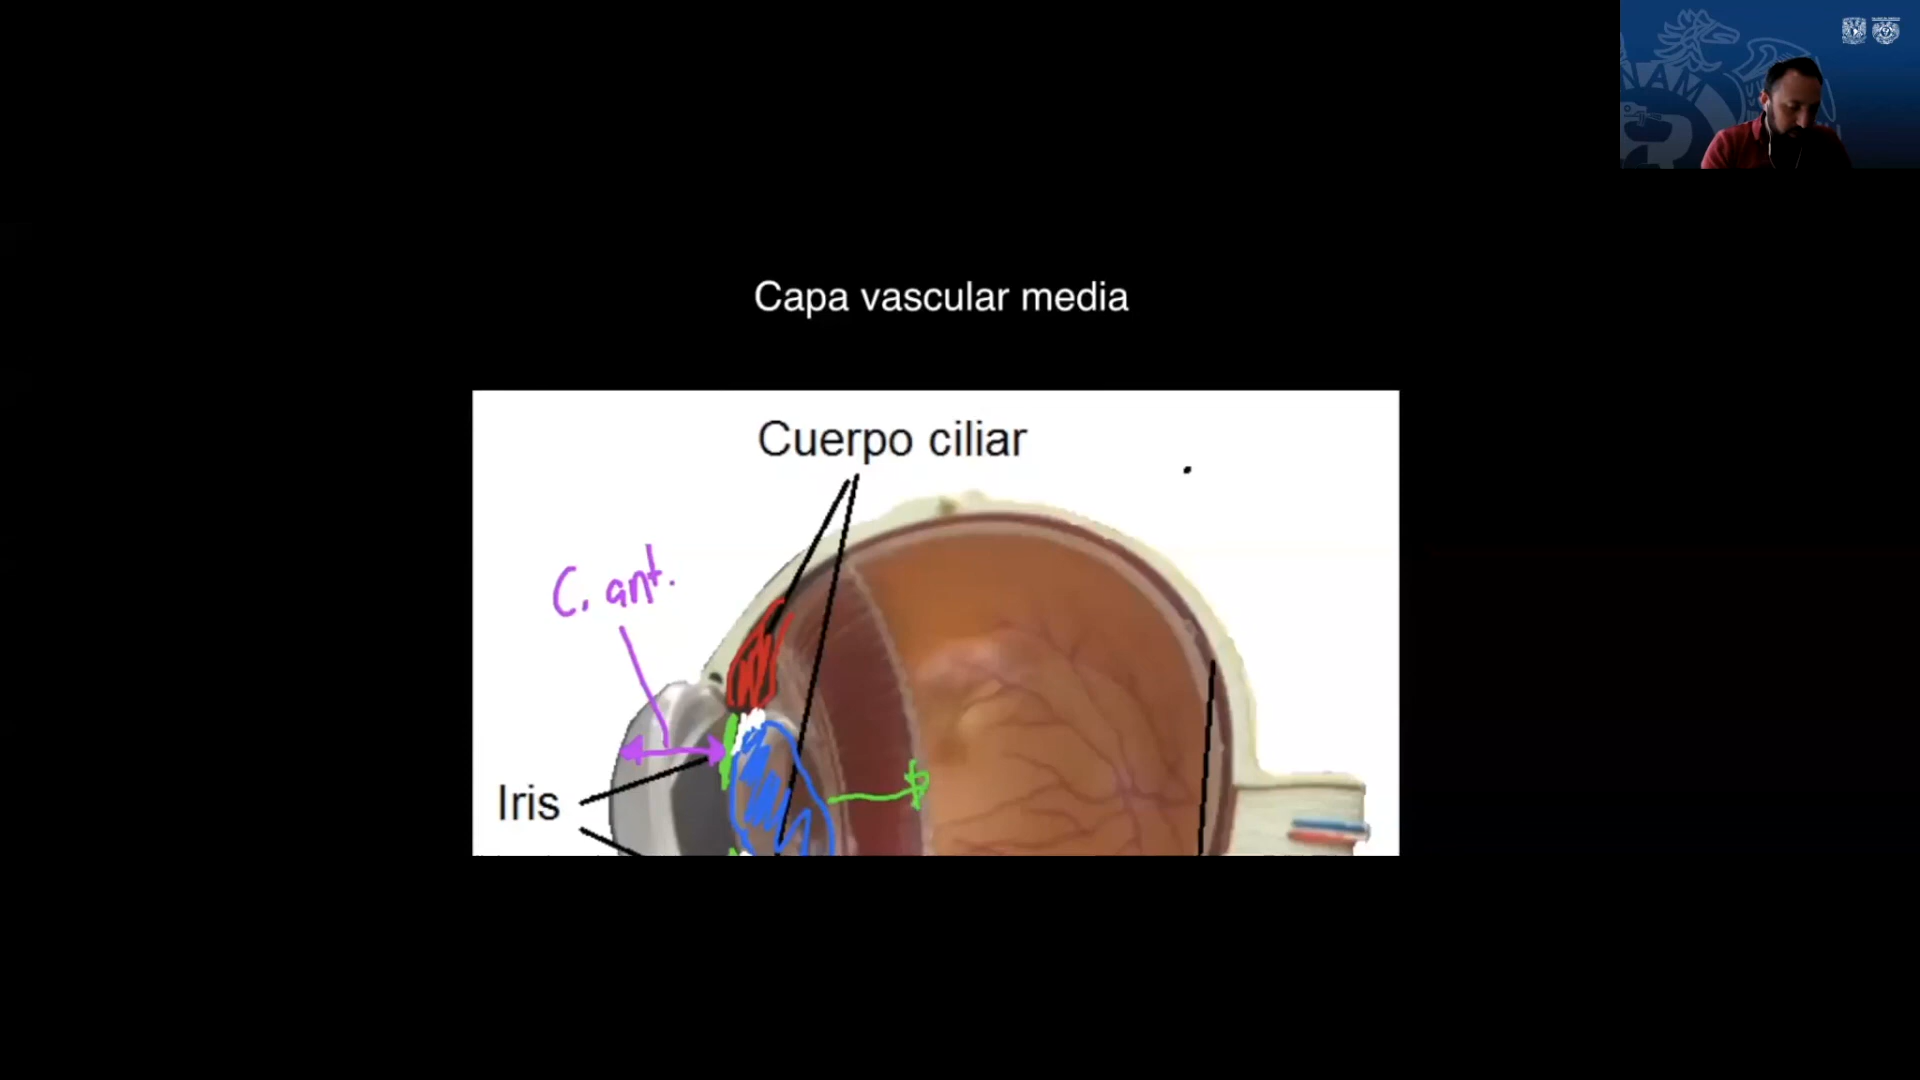 Capa vascular media
Cuerpo ciliar
C. ant.
Iris